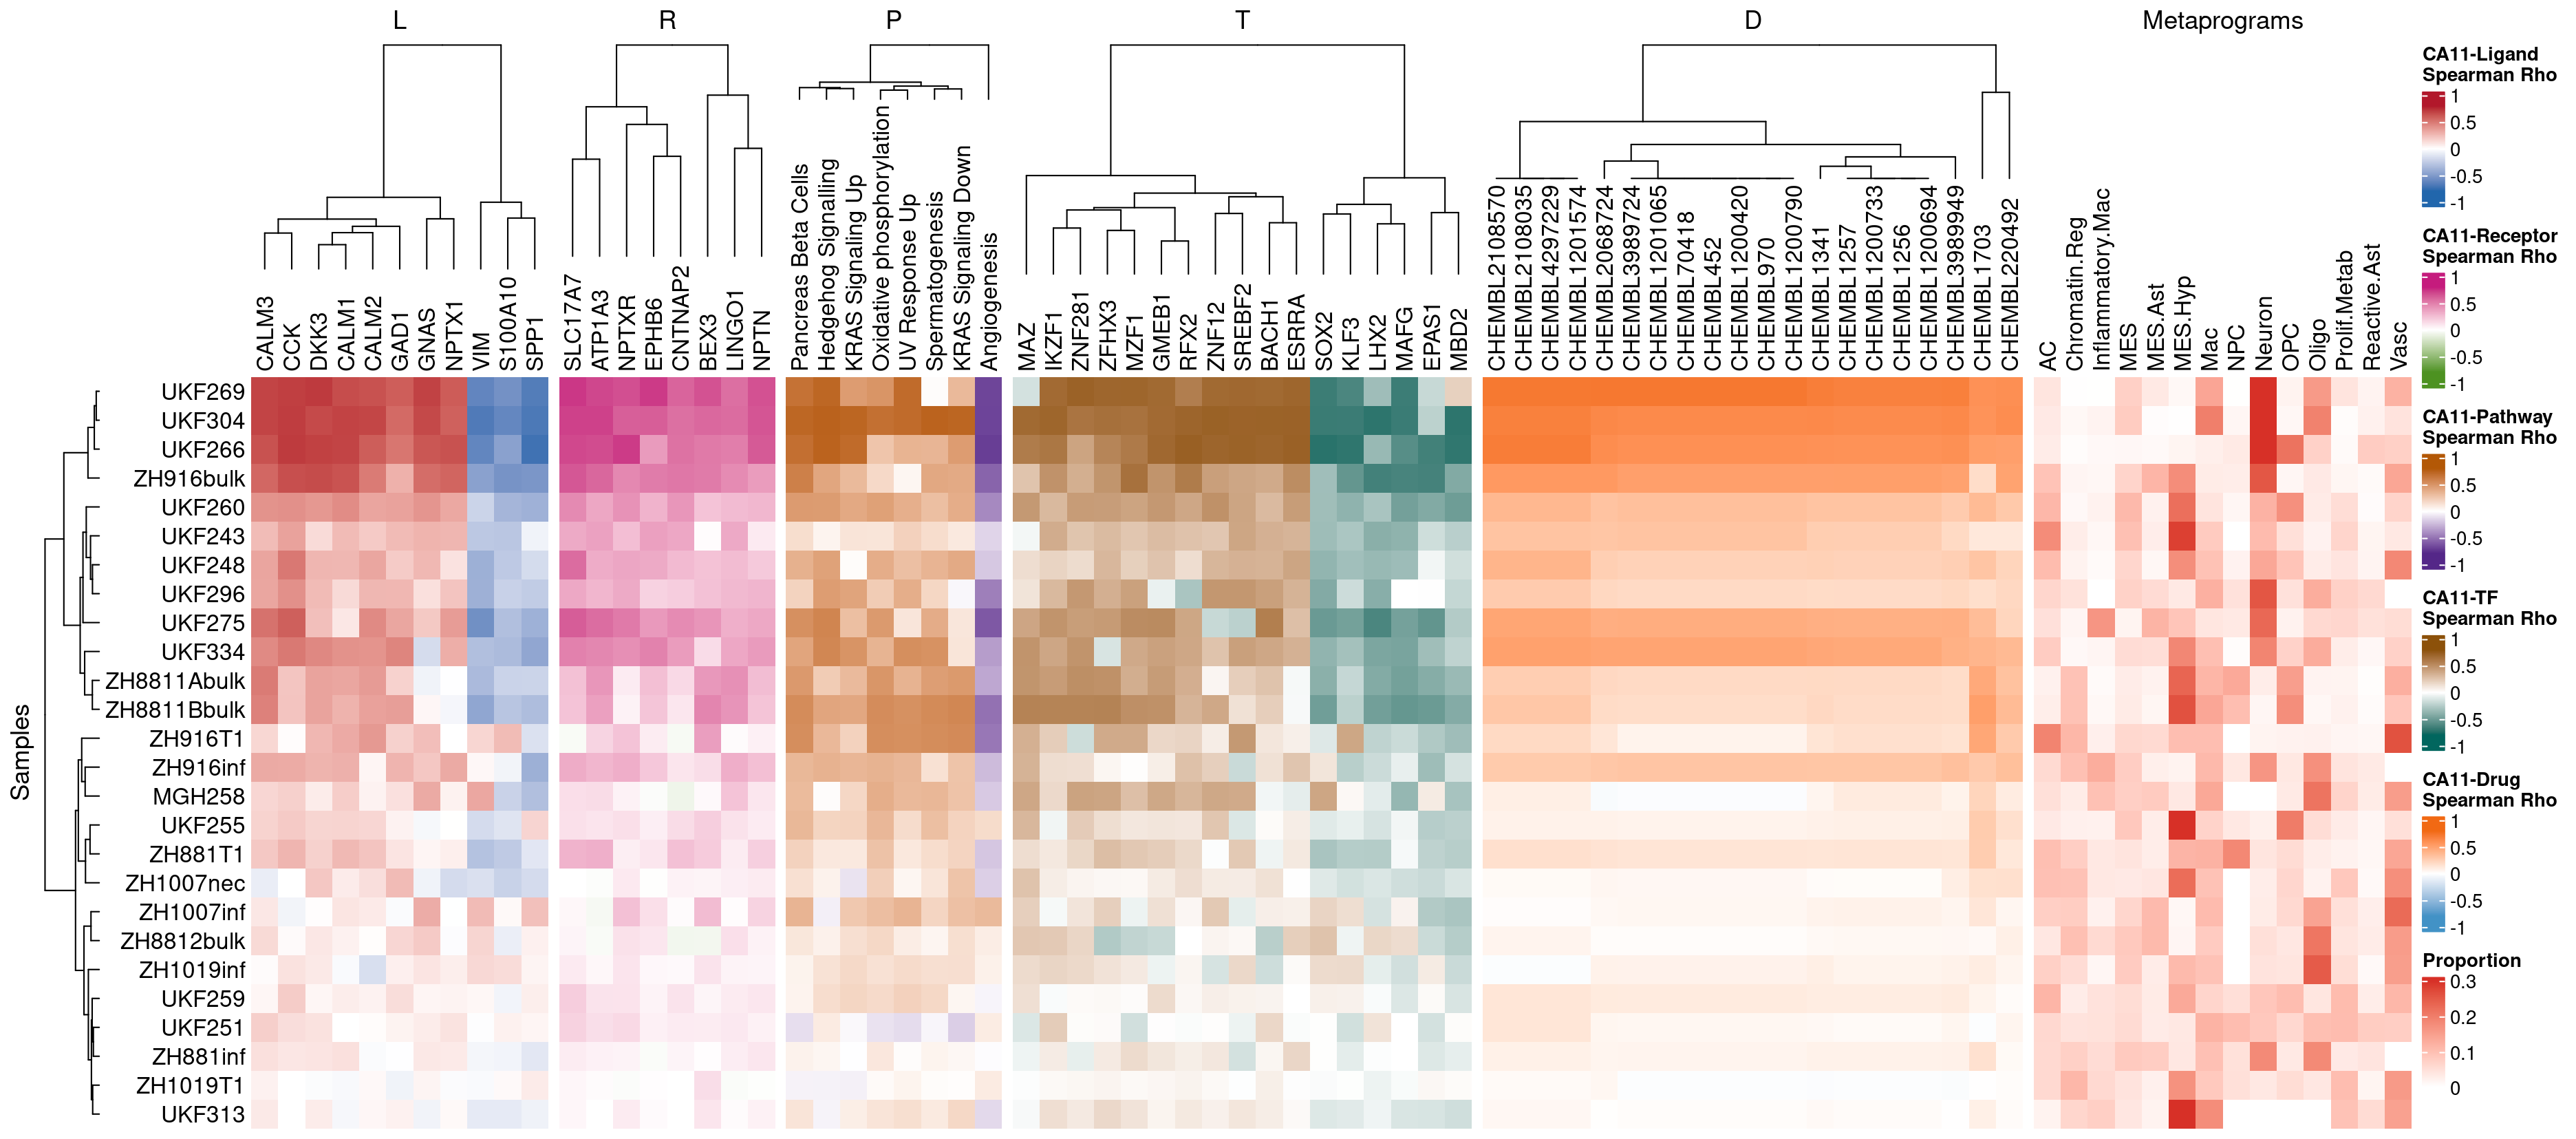 L
R
P
T
D
Metaprograms
CALM3
CCK
DKK3
CALM1
CALM2
GAD1
GNAS
NPTX1
VIM
S100A10
SPP1
SLC17A7
ATP1A3
NPTXR
EPHB6
CNTNAP2
BEX3
LINGO1
NPTN
Pancreas Beta Cells
Hedgehog Signalling
KRAS Signaling Up
Oxidative phosphorylation
UV Response Up
Spermatogenesis
KRAS Signaling Down
Angiogenesis
MAZ
IKZF1
ZNF281
ZFHX3
MZF1
GMEB1
RFX2
ZNF12
SREBF2
BACH1
ESRRA
SOX2
KLF3
LHX2
MAFG
EPAS1
MBD2
CHEMBL2108570
CHEMBL2108035
CHEMBL4297229
CHEMBL1201574
CHEMBL2068724
CHEMBL3989724
CHEMBL1201065
CHEMBL70418
CHEMBL452
CHEMBL1200420
CHEMBL970
CHEMBL1200790
CHEMBL1341
CHEMBL1257
CHEMBL1200733
CHEMBL1256
CHEMBL1200694
CHEMBL3989949
CHEMBL1703
CHEMBL2220492
AC
Chromatin.Reg
Inflammatory.Mac
MES
MES.Ast
MES.Hyp
Mac
NPC
Neuron
OPC
Oligo
Prolif.Metab
Reactive.Ast
Vasc
Samples
UKF269
UKF304
UKF266
ZH916bulk
UKF260
UKF243
UKF248
UKF296
UKF275
UKF334
ZH8811Abulk
ZH8811Bbulk
ZH916T1
ZH916inf
MGH258
UKF255
ZH881T1
ZH1007nec
ZH1007inf
ZH8812bulk
ZH1019inf
UKF259
UKF251
ZH881inf
ZH1019T1
UKF313
CA11-Ligand
Spearman Rho
1
0.5
0
-0.5
-1
CA11-Receptor
Spearman Rho
1
0.5
0
-0.5
-1
CA11-Pathway
Spearman Rho
1
0.5
0
-0.5
-1
CA11-TF
Spearman Rho
1
0.5
0
-0.5
-1
CA11-Drug
Spearman Rho
1
0.5
0
-0.5
-1
Proportion
0.3
0.2
0.1
0